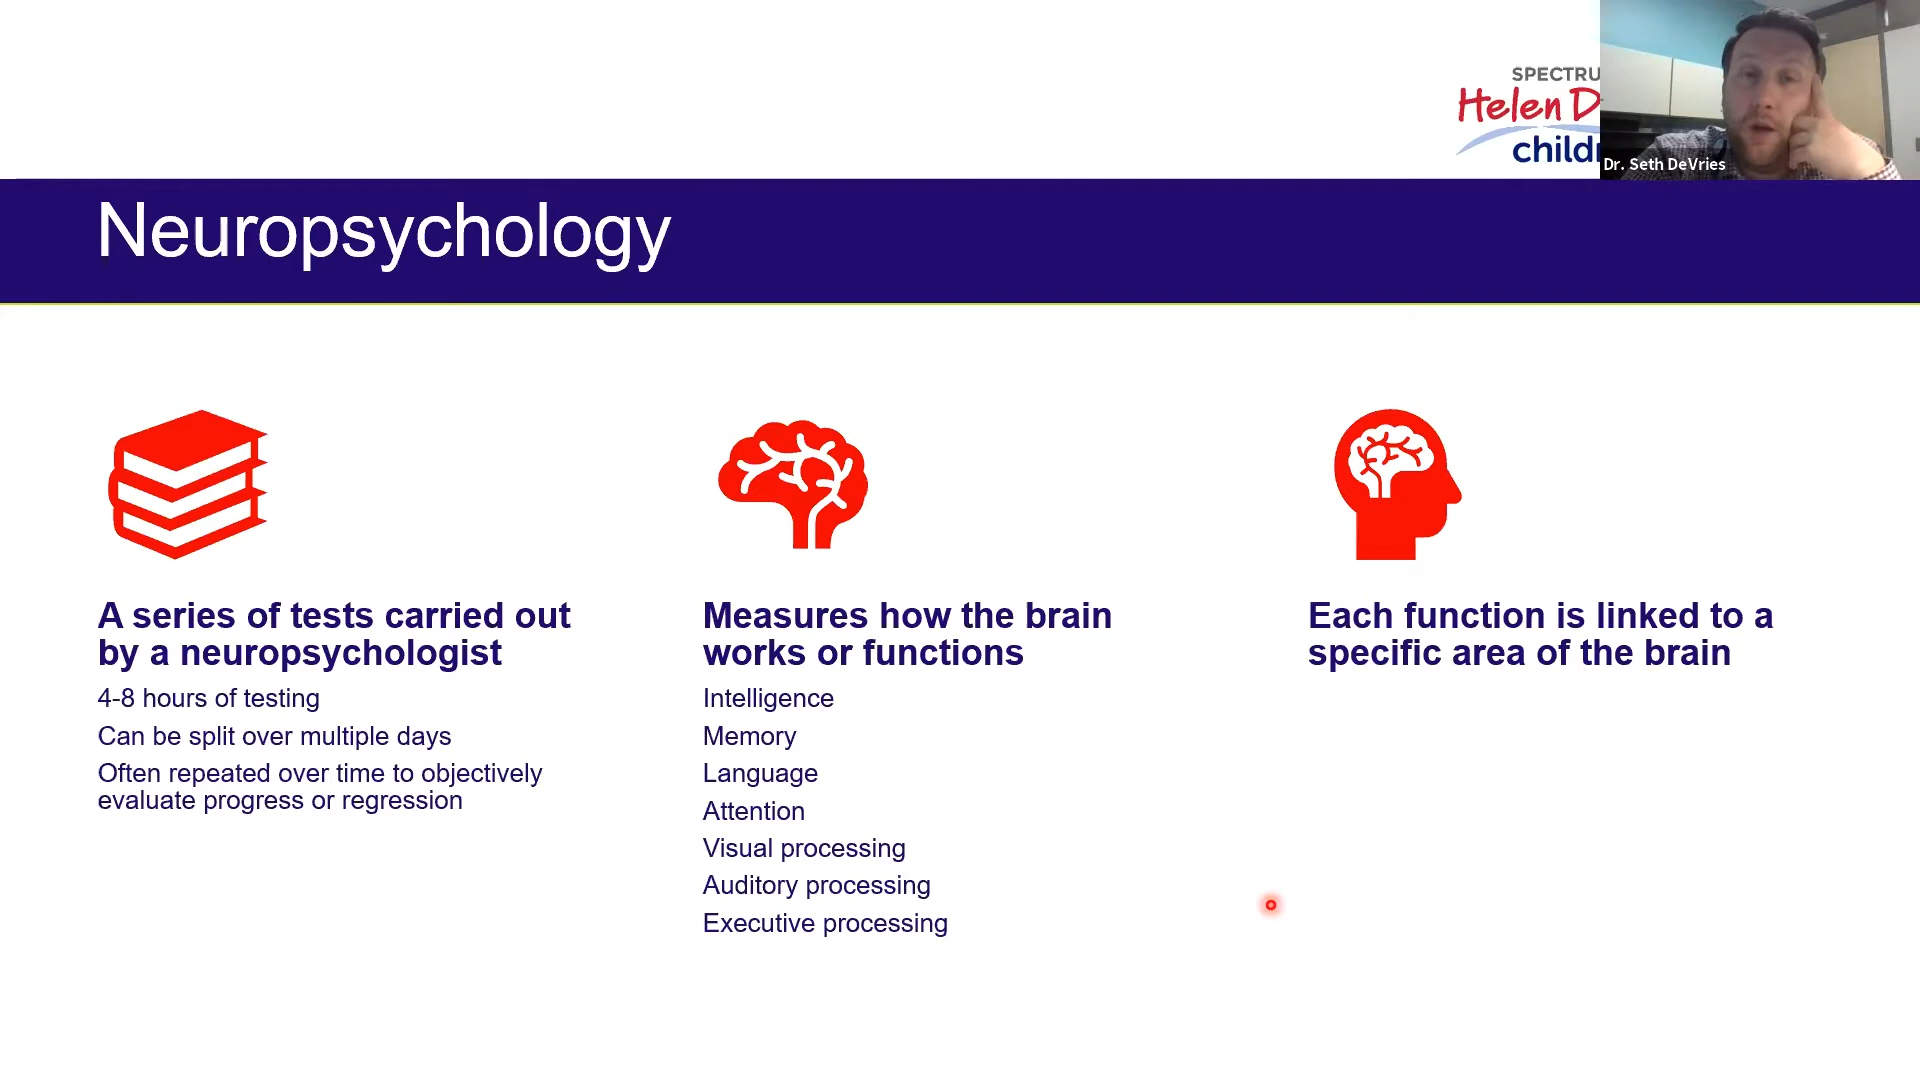 SPECTRU
Helen D
child
Dr. Seth DeVries
Neuropsychology
A series of tests carried out
by a neuropsychologist
4-8 hours of testing
Can be split over multiple days
Often repeated over time to objectively
evaluate progress or regression
Measures how the brain
works or functions
Intelligence
Memory
Language
Attention
Visual processing
Auditory processing
Executive processing
Each function is linked to a
specific area of the brain